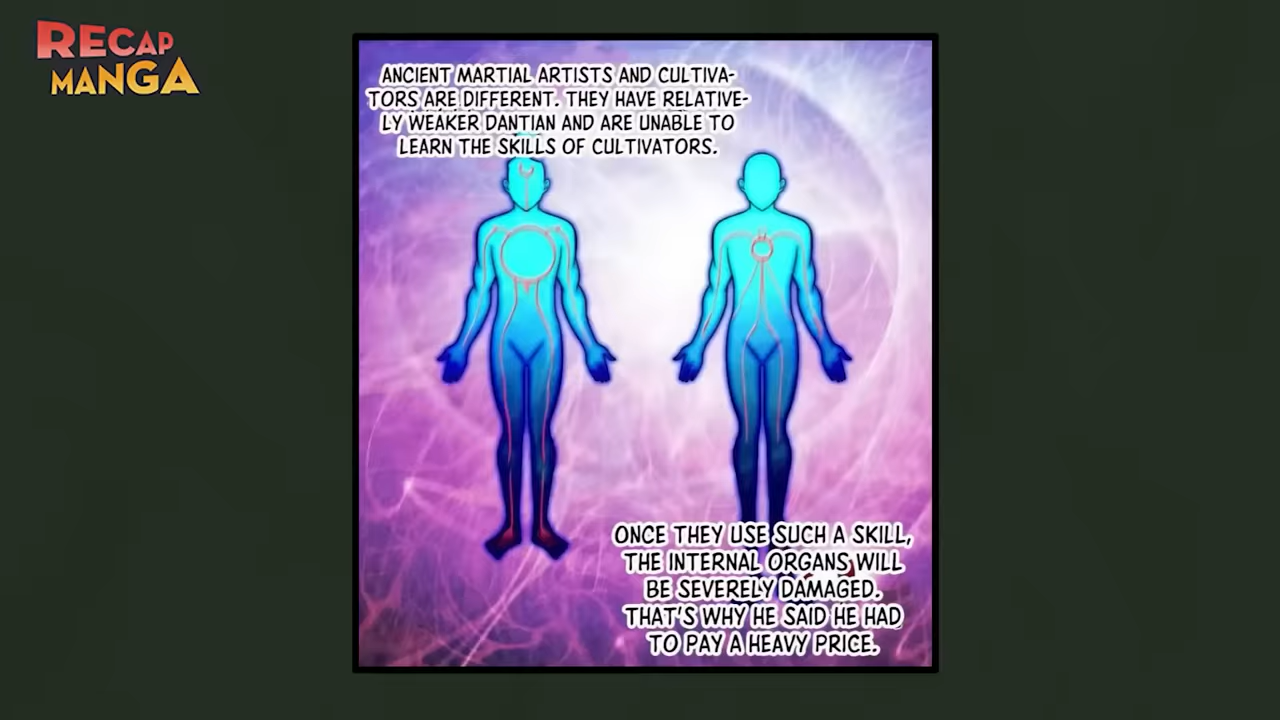 RECAP
MANGA
ANCIENT MARTIAL ARTISTS AND CULTIVA-
TORS ARE DIFFERENT. THEY HAVE RELATIVE-
LY WEAKER DANTIAN AND ARE UNABLE TO
LEARN THE SKILLS OF CULTIVATORS.
ONCE THEY USE SUCH A SKILL,
THE INTERNAL ORGANS WILL
BE SEVERELY DAMAGED.
THAT'S WHY HE SAID HE HAD
TO PAY A HEAVY PRICE.